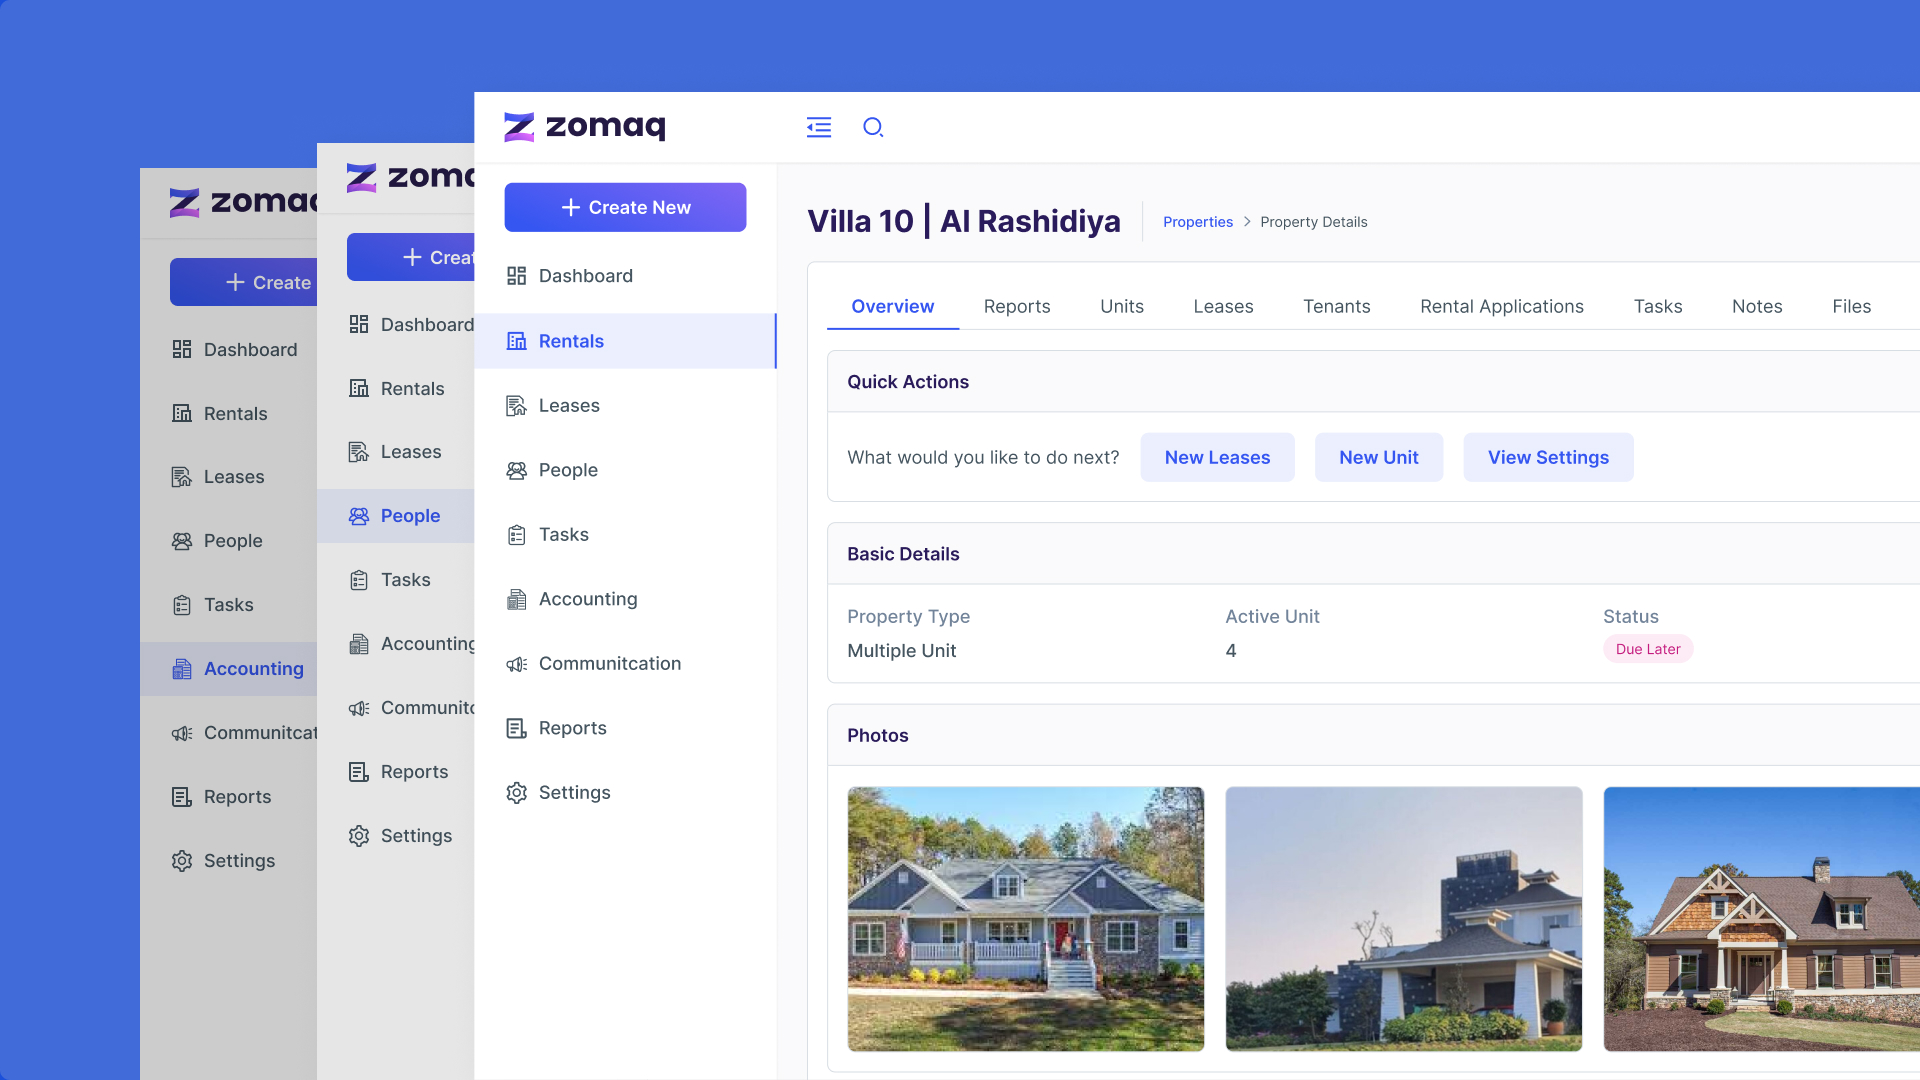 zomaq
Create
Dashboard
Rentals
Leases
People
Tasks
Accounting
Communitcat
Reports
Settings
zoma
Creat
Dashboard
Rentals
Leases
People
Tasks
Accounting
Communitc
Reports
Settings
zomaq
Create New
Dashboard
Rentals
Leases
People
Tasks
Accounting
Communitcation
Reports
Settings
Villa 10 | Al Rashidiya
Properties > Property Details
Overview Reports Units Leases Tenants Rental Applications Tasks Notes Files
Quick Actions
What would you like to do next? New Leases New Unit View Settings
Basic Details
Property Type Active Unit Status
Multiple Unit 4 Due Later
Photos